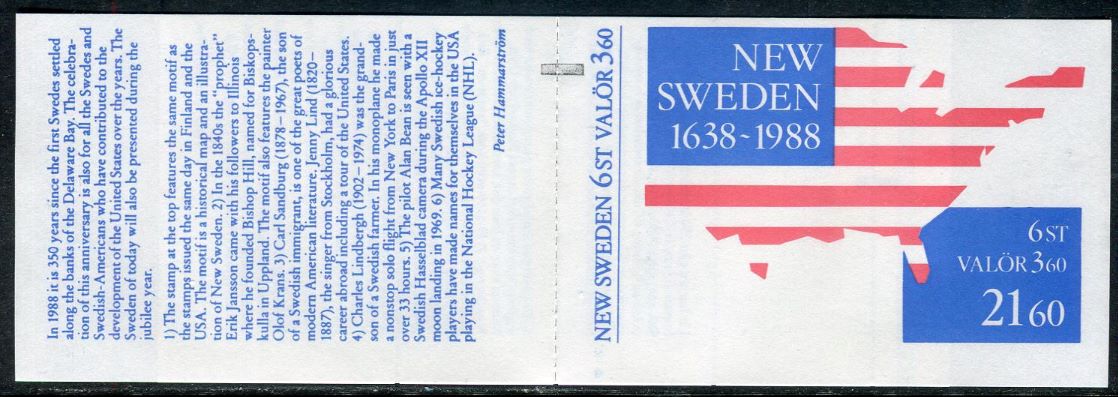 In 1988 it is 350 years since the first Swedes settled
along the banks of the Delaware Bay. The celebra-
tion of this anniversary is also for all the Swedes and
Swedish-Americans who have contributed to the
development of the United States over the years. The
Sweden of today will also be presented during the
jubilee year.
1) The stamp at the top features the same motif as
the stamps issued the same day in Finland and the
USA. The motif is a historical map and an illustra-
tion of New Sweden. 2) In the 1840s the “prophet”
Erik Jansson came with his followers to Illinois
where he founded Bishop Hill, named for Biskops-
kulla in Uppland. The motif also features the painter
Olof Krans. 3) Carl Sandburg (1878–1967), the son
of a Swedish immigrant, is one of the great poets of
modern American literature. Jenny Lind (1820–
1887), the singer from Stockholm, had a glorious
career abroad including a tour of the United States.
4) Charles Lindbergh (1902–1974) was the grand-
son of a Swedish farmer. In his monoplane he made
a nonstop solo flight from New York to Paris in just
over 33 hours. 5) The pilot Alan Bean is seen with a
Swedish Hasselblad camera during the Apollo XII
moon landing in 1969. 6) Many Swedish ice-hockey
players have made names for themselves in the USA
playing in the National Hockey League (NHL).
Peter Hammarström
NEW SWEDEN 6 ST VALÖR 3 60
NEW
SWEDEN
1638-1988
6 ST
VALÖR 3 60
21 60